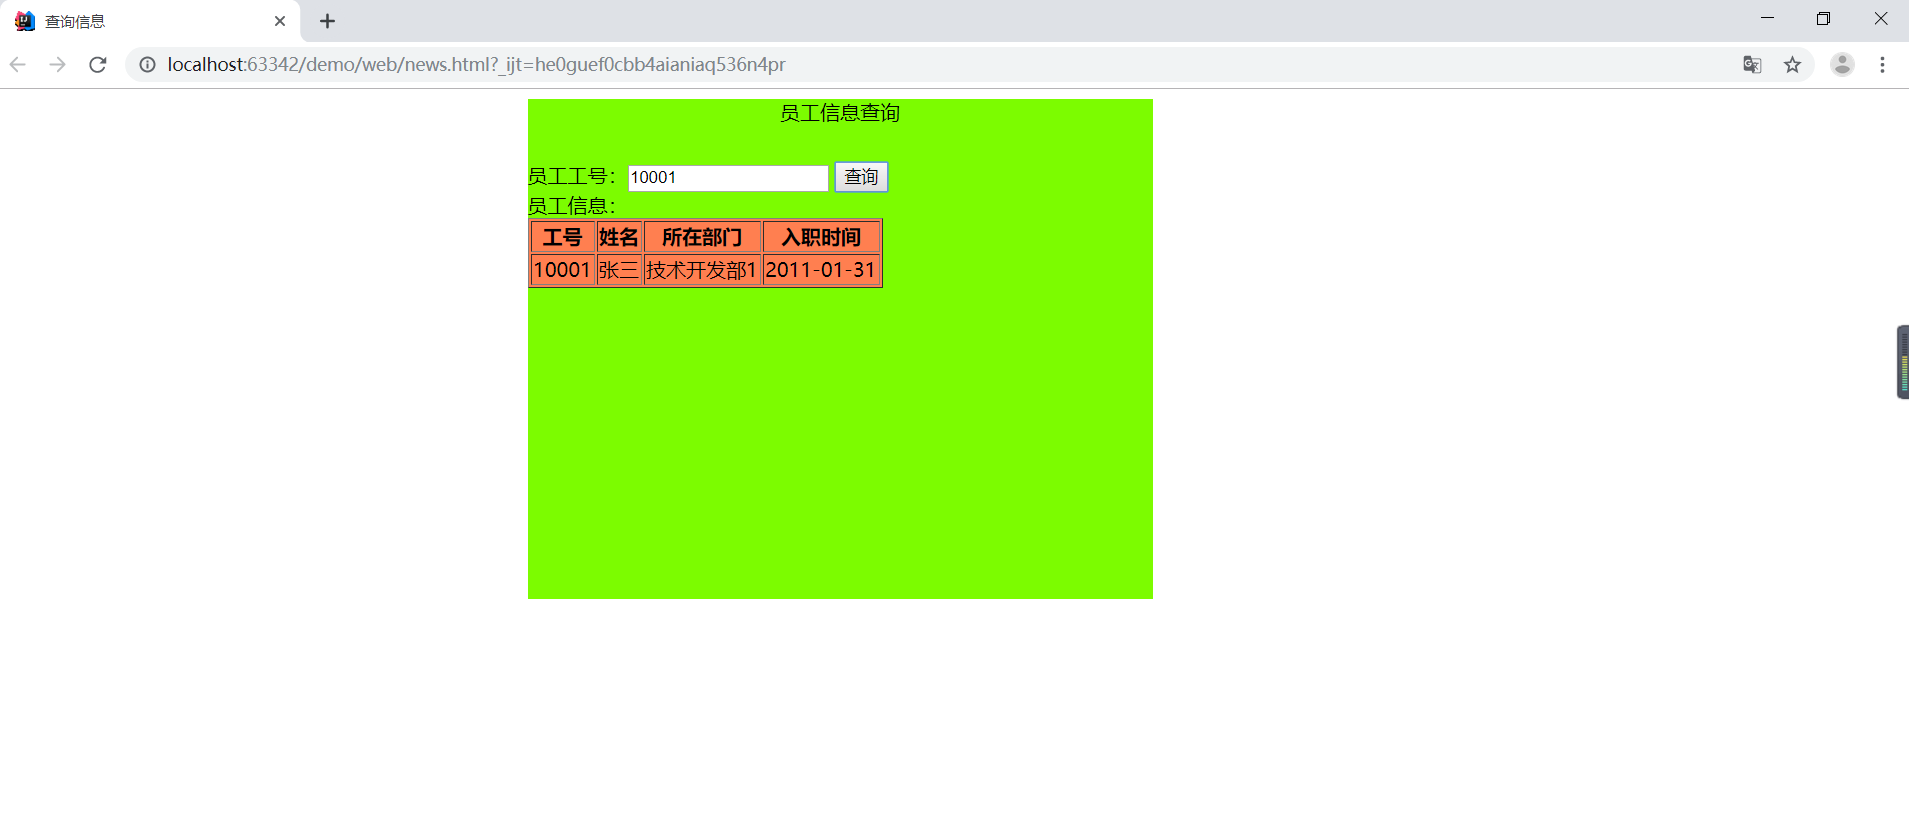 查询信息
localhost:63342/demo/web/news.html?_ijt=he0guef0cbb4aianiaq536n4pr
员工信息查询
员工工号： 10001 查询
员工信息：
工号 姓名 所在部门 入职时间
10001 张三 技术开发部1 2011-01-31